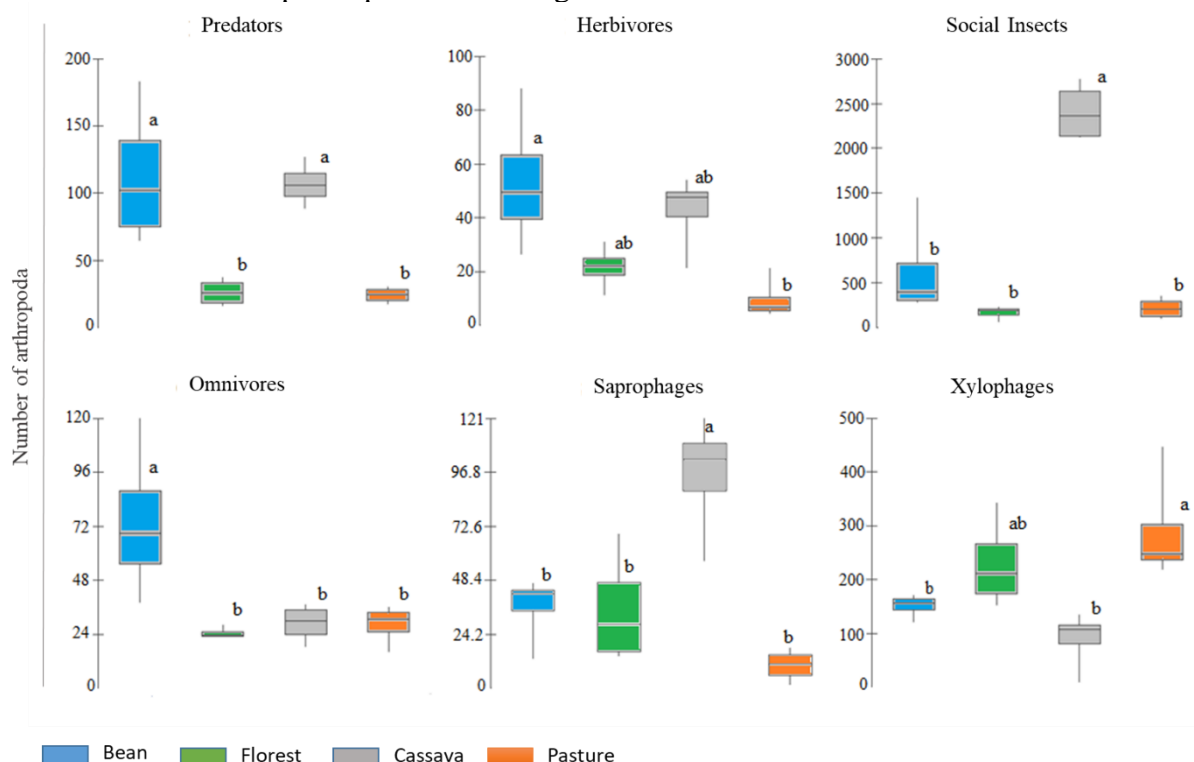 Predators
Herbivores
Social Insects
Number of arthropoda
200
150
100
50
0
a
b
a
b
100
80
60
40
20
0
a
ab
ab
b
3000
2500
2000
1500
1000
500
0
b
b
a
b
Omnivores
Saprophages
Xylophages
120
96
72
48
24
0
a
b
b
b
121
96.8
72.6
48.4
24.2
0
b
b
a
b
500
400
300
200
100
0
b
ab
b
a
Bean Florest Cassava Pasture